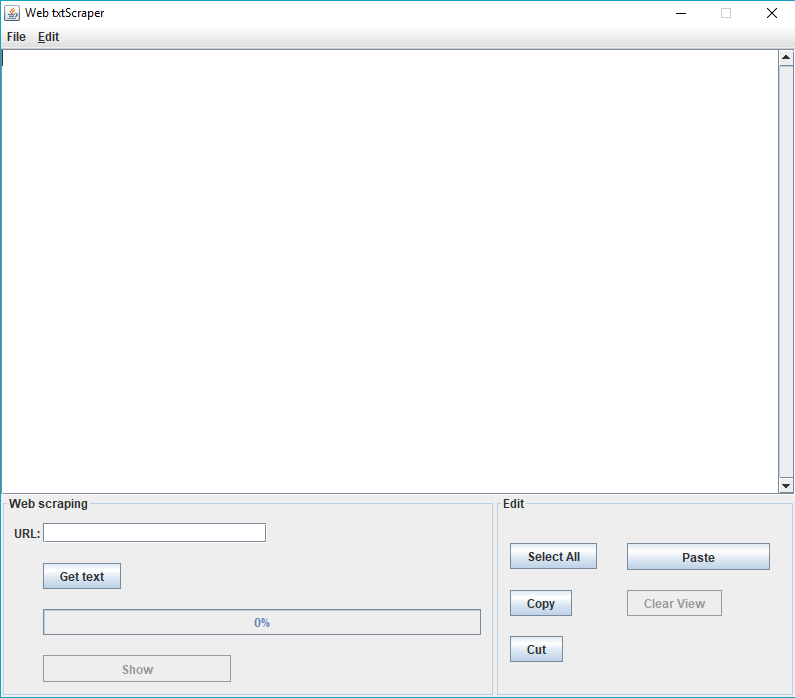 Web txtScraper
File Edit
Web scraping
URL:
Get text
0%
Show
Edit
Select All Paste
Copy Clear View
Cut